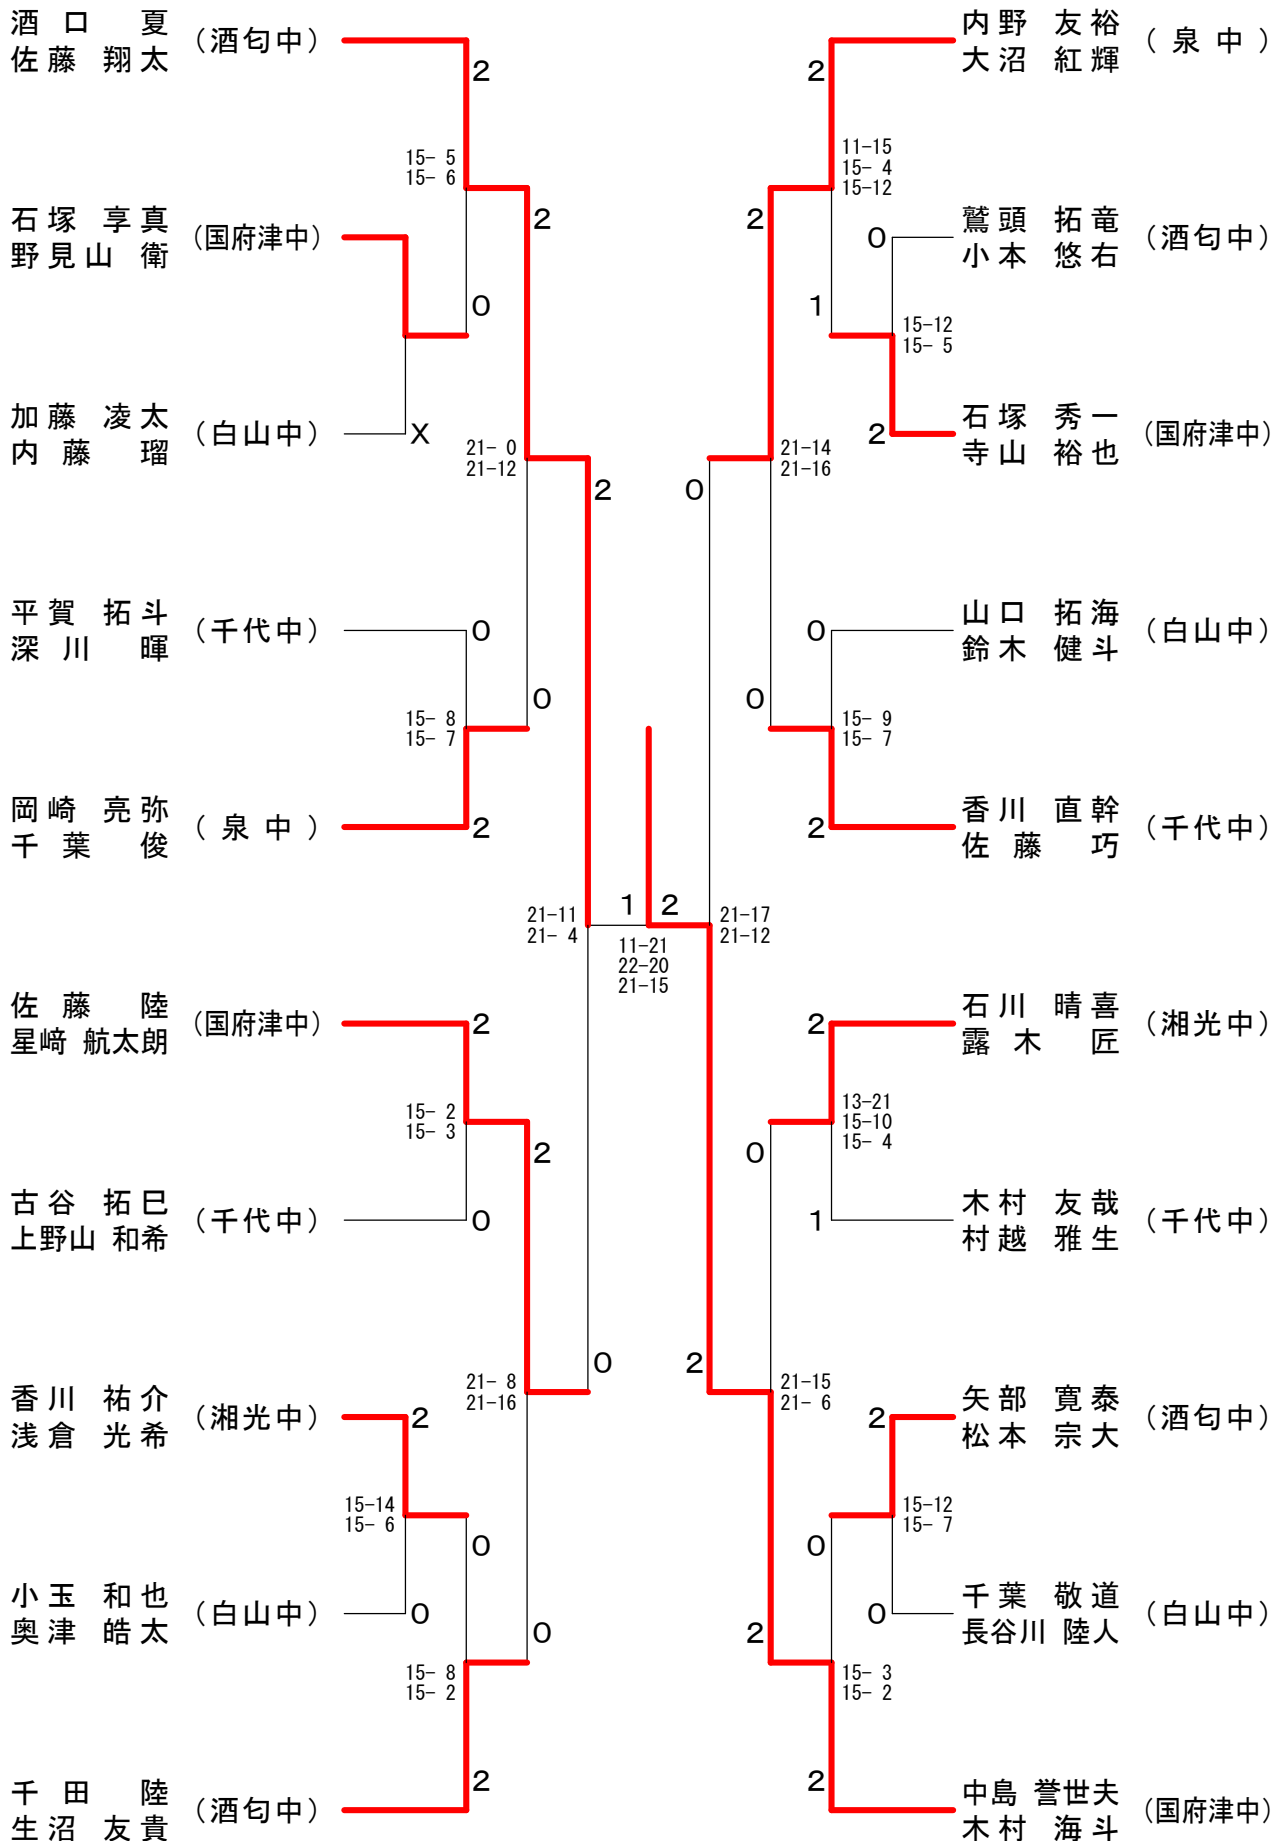 酒口 夏
佐藤 翔太
(酒匂中)
2
15- 5
15- 6
2
石塚 享真
野見山 衛
(国府津中)
0
加藤 凌太
内藤 瑠
(白山中)
X
21- 0
21-12
2
平賀 拓斗
深川 暉
(千代中)
0
0
15- 8
15- 7
岡崎 亮弥
千葉 俊
(泉中)
2
21-11
21- 4
1
2
11-21
22-20
21-15
佐藤 陸
星﨑 航太朗
(国府津中)
2
15- 2
15- 3
2
古谷 拓巳
上野山 和希
(千代中)
0
0
香川 祐介
浅倉 光希
(湘光中)
2
21- 8
21-16
15-14
15- 6
0
小玉 和也
奥津 皓太
(白山中)
0
0
15- 8
15- 2
千田 陸
生沼 友貴
(酒匂中)
2
内野 友裕
大沼 紅輝
(泉中)
2
11-15
15- 4
15-12
2
鷲頭 拓竜
小本 悠右
(酒匂中)
0
1
15-12
15- 5
石塚 秀一
寺山 裕也
(国府津中)
2
21-14
21-16
0
山口 拓海
鈴木 健斗
(白山中)
0
0
15- 9
15- 7
香川 直幹
佐藤 巧
(千代中)
2
21-17
21-12
石川 晴喜
露木 匠
(湘光中)
2
13-21
15-10
15- 4
0
木村 友哉
村越 雅生
(千代中)
1
2
21-15
21- 6
矢部 寛泰
松本 宗大
(酒匂中)
2
15-12
15- 7
0
千葉 敬道
長谷川 陸人
(白山中)
0
2
15- 3
15- 2
中島 誉世夫
木村 海斗
(国府津中)
2